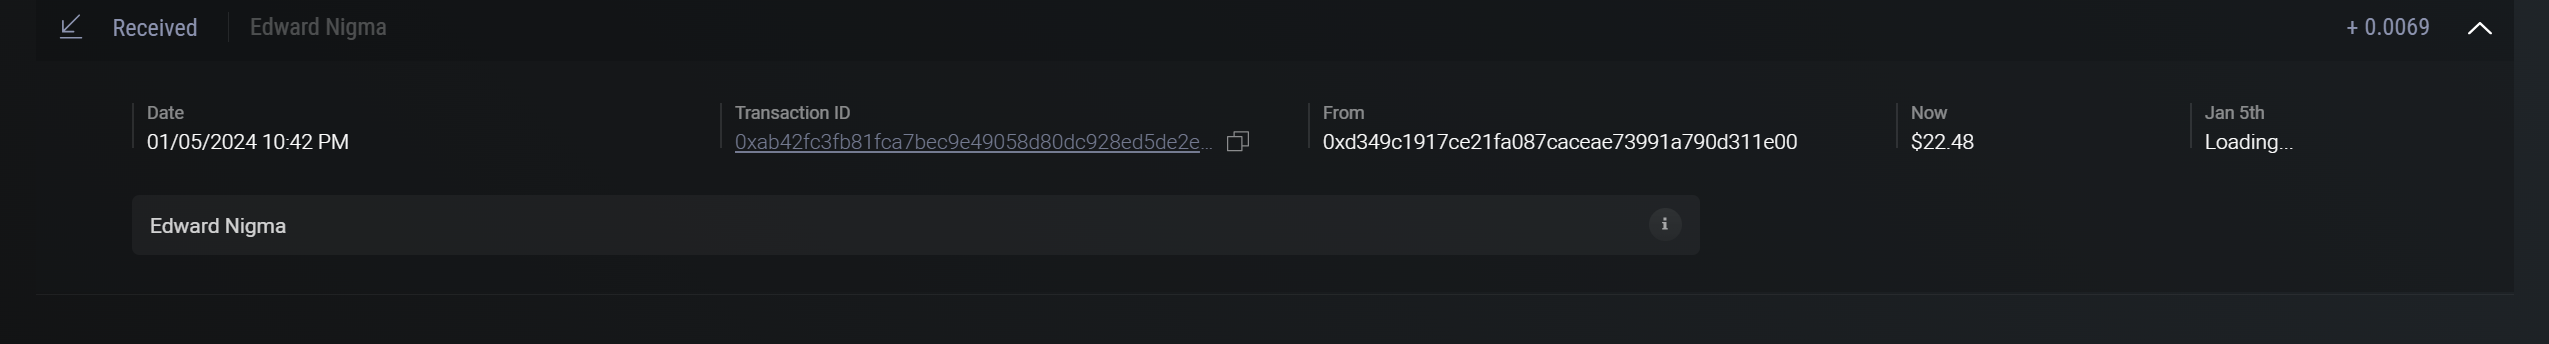 Received Edward Nigma + 0.0069
Date Transaction ID From Now Jan 5th
01/05/2024 10:42 PM 0xab42fc3fb81fca7bec9e49058d80dc928ed5de2e... 0xd349c1917ce21fa087caceae73991a790d311e00 $22.48 Loading...
Edward Nigma i